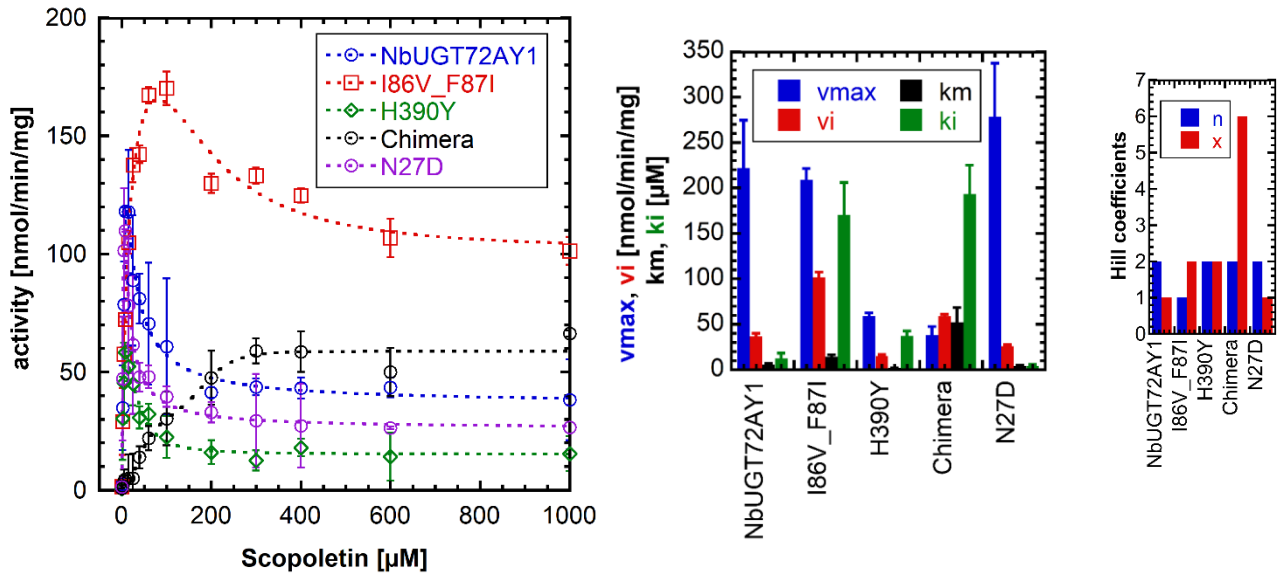 200
150
100
50
0
activity [nmol/min/mg]
0
200
400
600
800
1000
Scopoletin [µM]
NbUGT72AY1
I86V_F87I
H390Y
Chimera
N27D
350
300
250
200
150
100
50
0
vmax, vi [nmol/min/mg]
km, ki [µM]
vmax
km
vi
ki
NbUGT72AY1
I86V_F87I
H390Y
Chimera
N27D
7
6
5
4
3
2
1
0
Hill coefficients
n
x
NbUGT72AY1
I86V_F87I
H390Y
Chimera
N27D